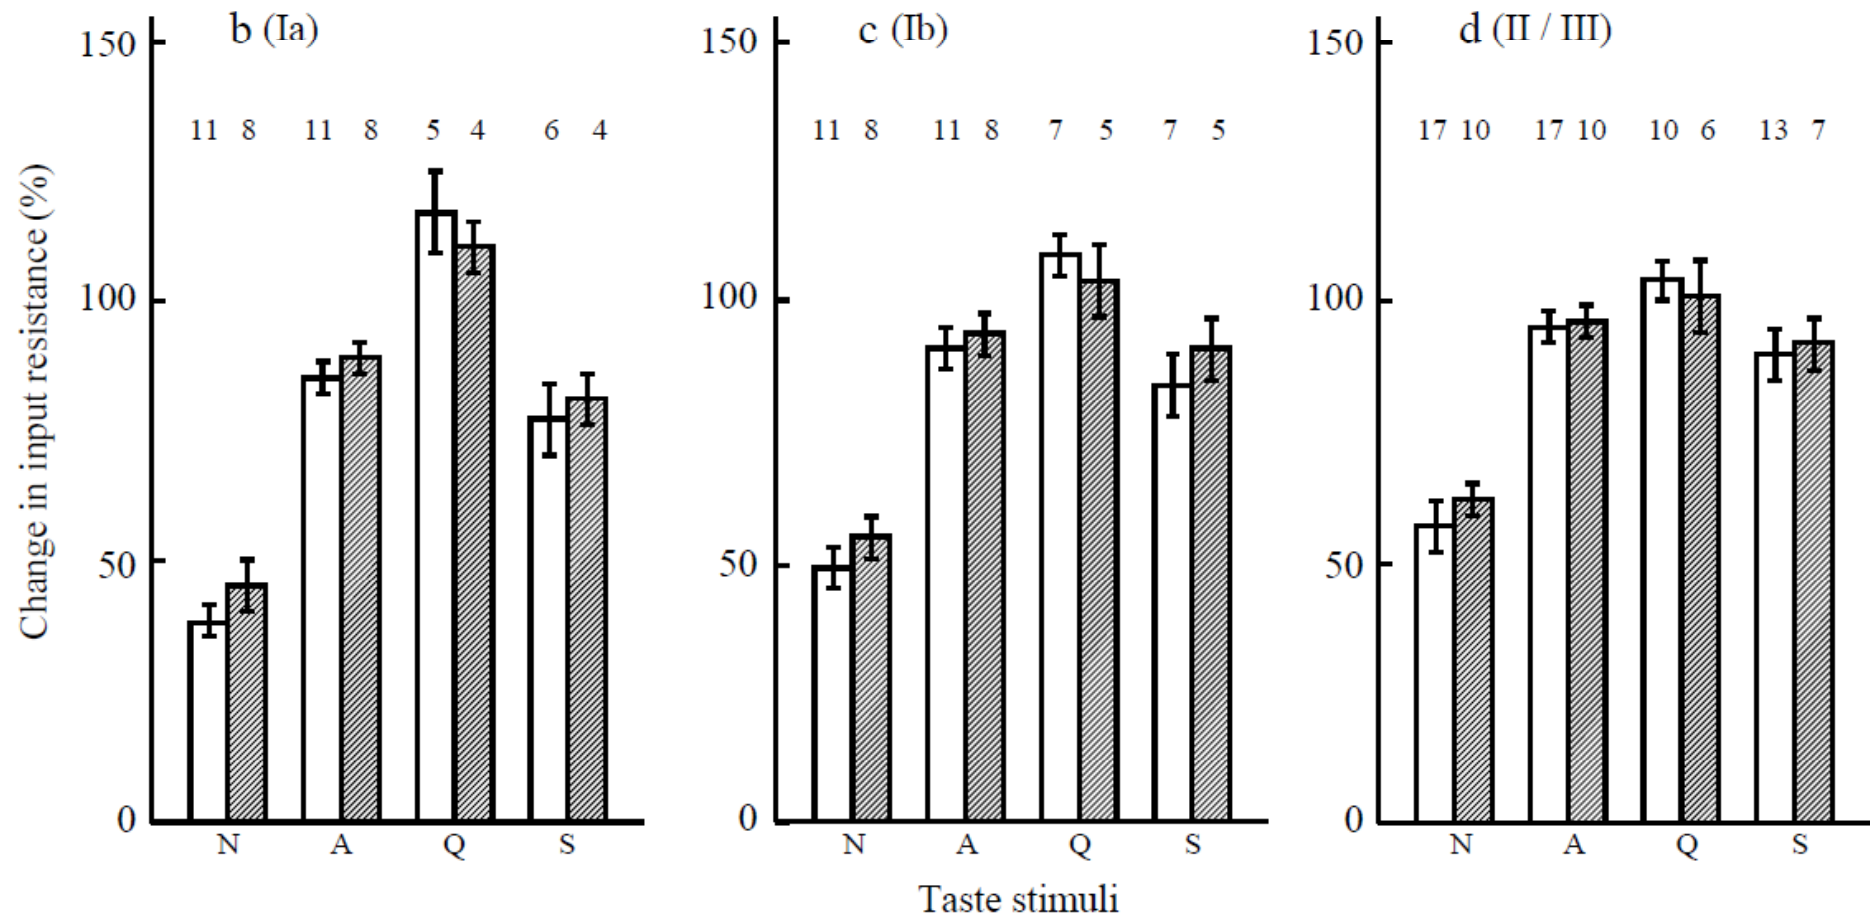 Change in input resistance (%)
b (Ia)
150
100
50
0
11 8 11 8 5 4 6 4
N A Q S
c (Ib)
150
100
50
0
11 8 11 8 7 5 7 5
N A Q S
d (II / III)
150
100
50
0
17 10 17 10 10 6 13 7
N A Q S
Taste stimuli